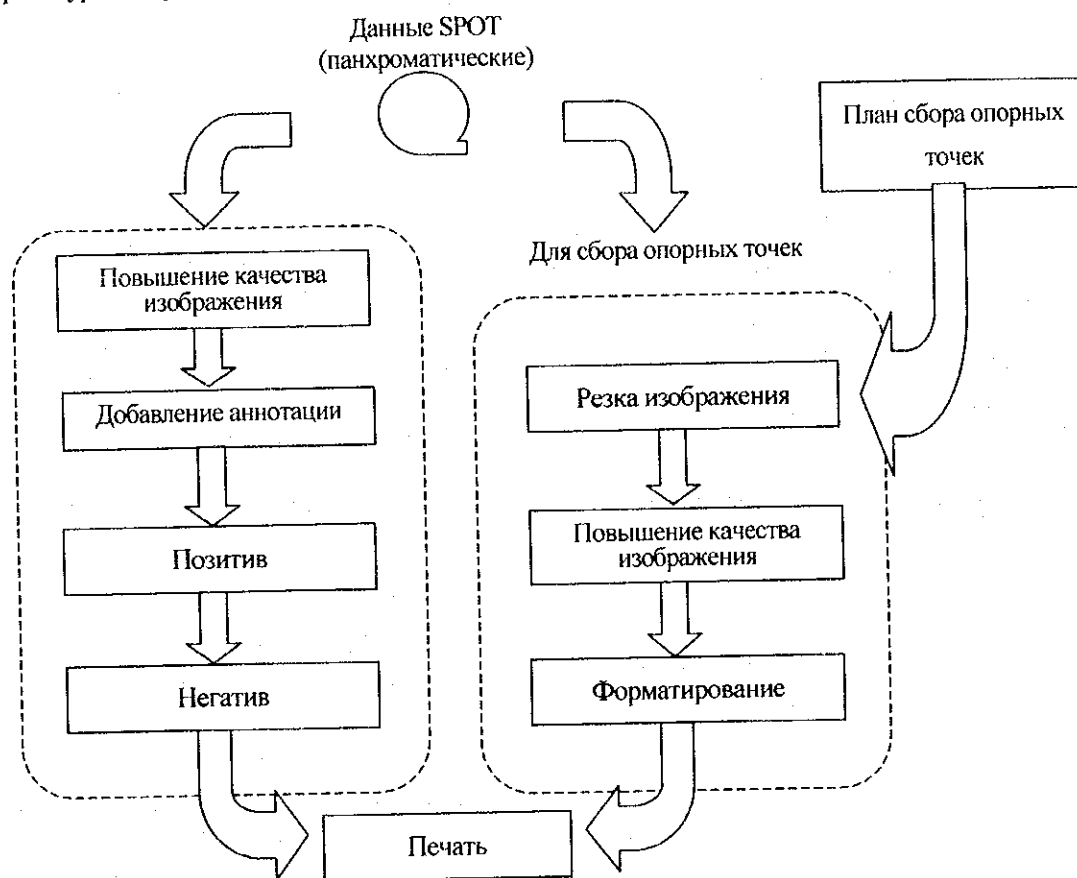 Данные SPOT
(панхроматические)
План сбора опорных
точек
Для сбора опорных точек
Повышение качества
изображения
Добавление аннотации
Позитив
Негатив
Резка изображения
Повышение качества
изображения
Форматирование
Печать